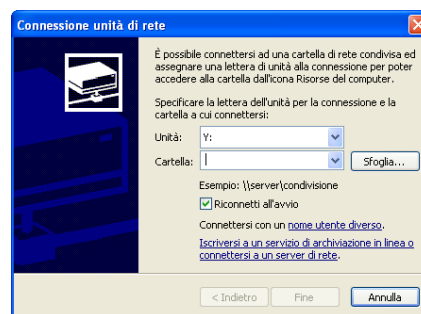 Connessione unità di rete
È possibile connettersi ad una cartella di rete condivisa ed
assegnare una lettera di unità alla connessione per poter
accedere alla cartella dall'icona Risorse del computer.
Specificare la lettera dell'unità per la connessione e la
cartella a cui connettersi:
Unità: Y:
Cartella: Sfoglia...
Esempio: \\server\condivisione
Riconnetti all'avvio
Connettersi con un nome utente diverso.
Iscriversi a un servizio di archiviazione in linea o
connettersi a un server di rete.
< Indietro Fine Annulla